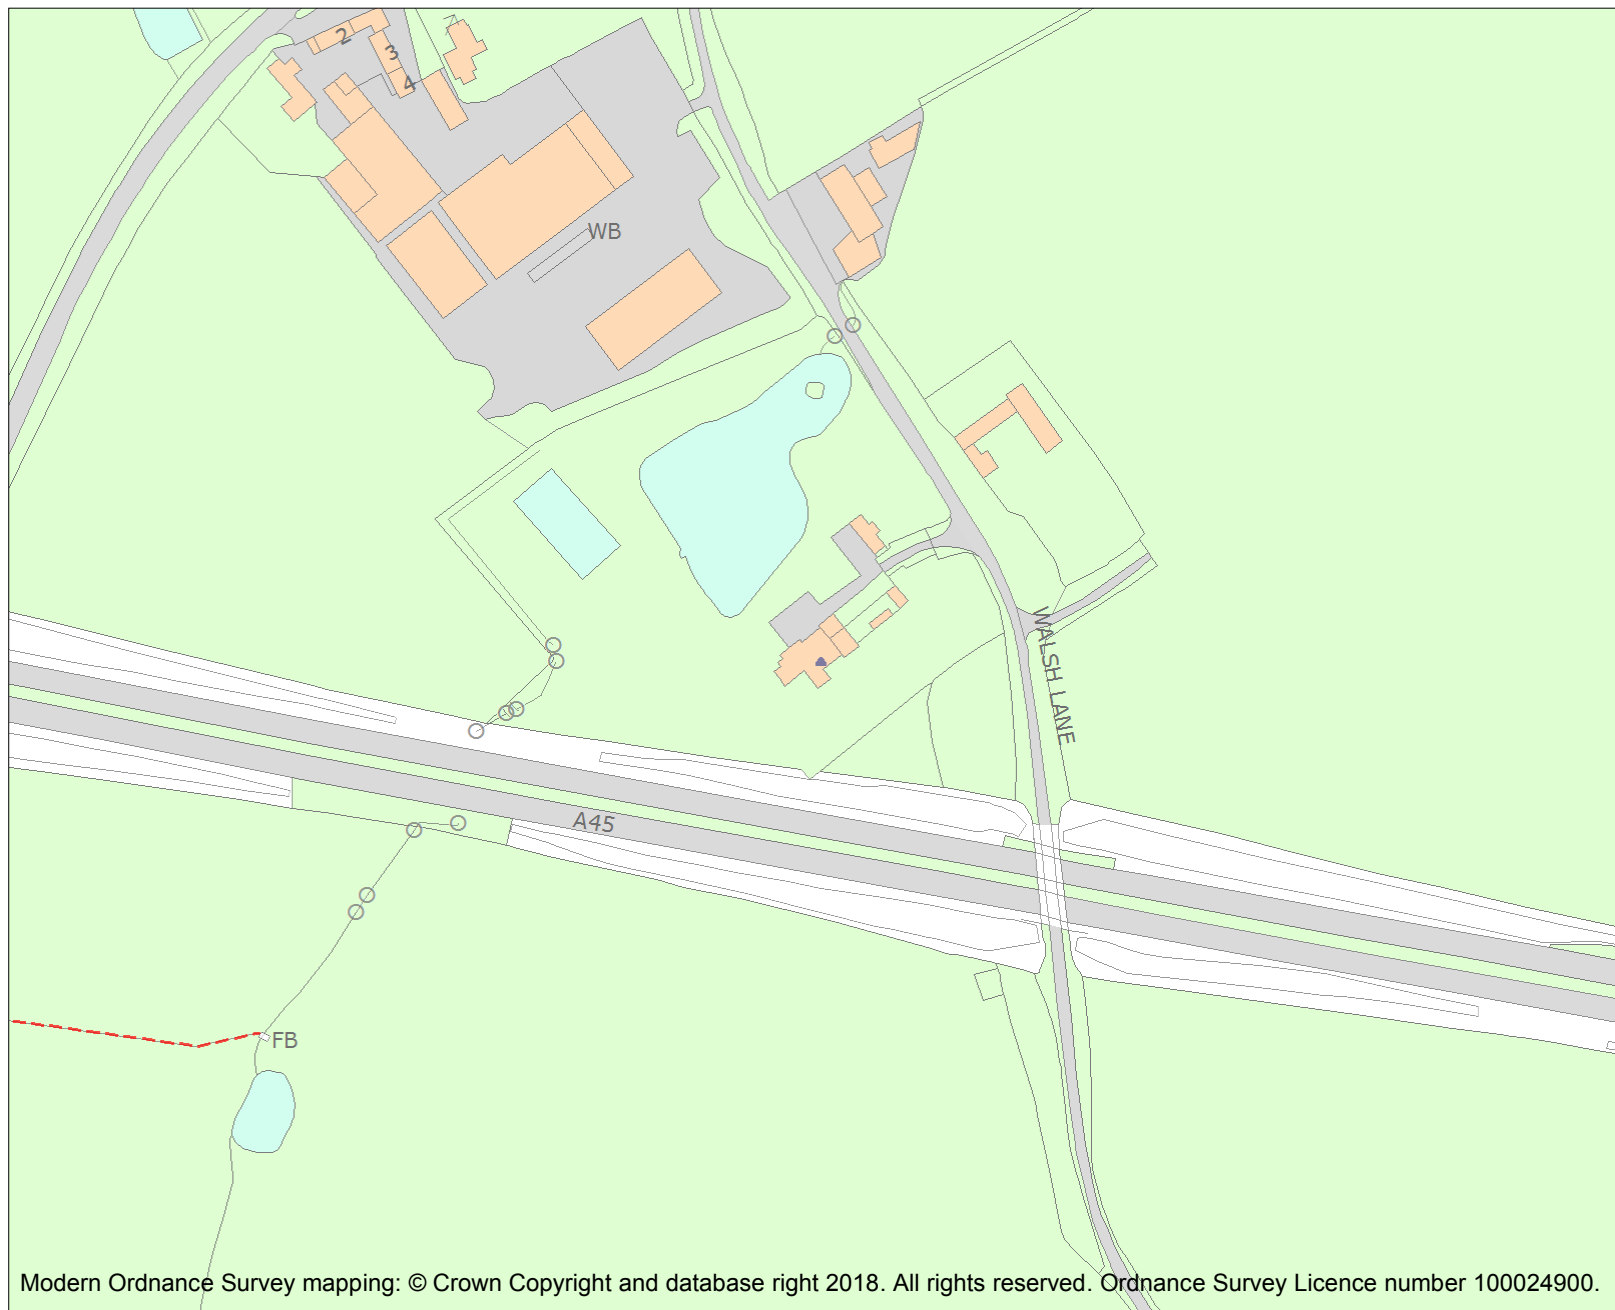 2
3
4
WB
WALSH LANE
A45
FB
Modern Ordnance Survey mapping: © Crown Copyright and database right 2018. All rights reserved. Ordnance Survey Licence number 100024900.